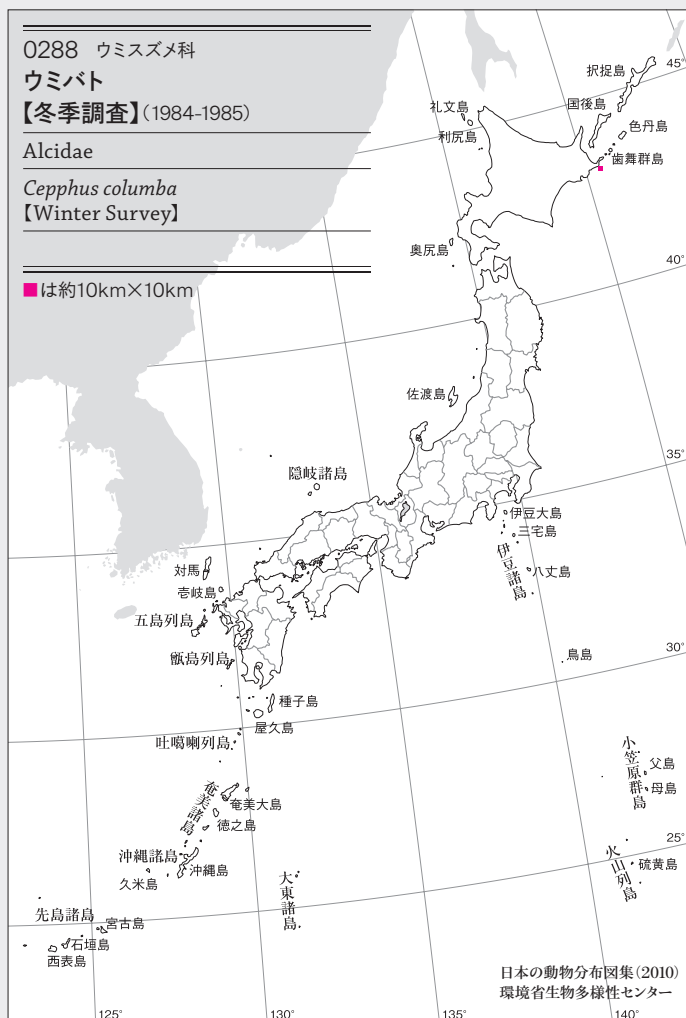 0288 ウミスズメ科
ウミバト
【冬季調査】(1984-1985)
Alcidae
Cepphus columba
【Winter Survey】
■は約10km×10km
択捉島
45°
国後島
礼文島
色丹島
利尻島
歯舞群島
奥尻島
40°
佐渡島
35°
隠岐諸島
伊豆大島
三宅島
伊豆諸島
八丈島
対馬
壱岐島
五島列島
甑島列島
鳥島
30°
種子島
屋久島
吐噶喇列島
小笠原群島
父島
母島
奄美諸島
奄美大島
徳之島
25°
沖縄諸島
沖縄島
久米島
大東諸島
火山列島
硫黄島
先島諸島
宮古島
石垣島
西表島
日本の動物分布図集(2010)
環境省生物多様性センター
125°
130°
135°
140°